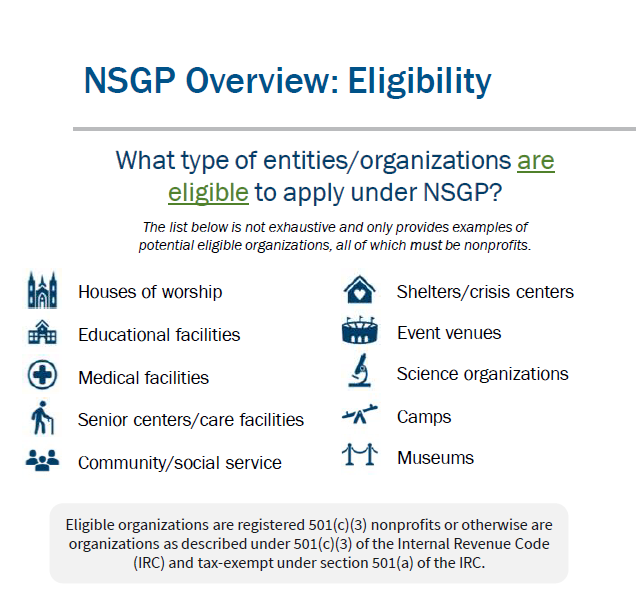 NSGP Overview: Eligibility
What type of entities/organizations are
eligible to apply under NSGP?
The list below is not exhaustive and only provides examples of
potential eligible organizations, all of which must be nonprofits.
Houses of worship
Educational facilities
Medical facilities
Senior centers/care facilities
Community/social service
Shelters/crisis centers
Event venues
Science organizations
Camps
Museums
Eligible organizations are registered 501(c)(3) nonprofits or otherwise are
organizations as described under 501(c)(3) of the Internal Revenue Code
(IRC) and tax-exempt under section 501(a) of the IRC.